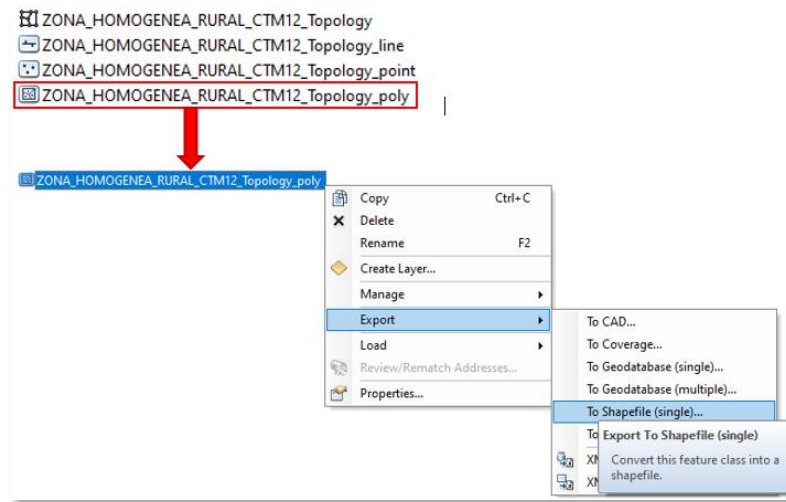 ZONA_HOMOGENEA_RURAL_CTM12_Topology
ZONA_HOMOGENEA_RURAL_CTM12_Topology_line
ZONA_HOMOGENEA_RURAL_CTM12_Topology_point
ZONA_HOMOGENEA_RURAL_CTM12_Topology_poly
ZONA_HOMOGENEA_RURAL_CTM12_Topology_poly
Copy Ctrl+C
Delete
Rename F2
Create Layer...
Manage
Export
Load
Review/Rematch Addresses...
Properties...
To CAD...
To Coverage...
To Geodatabase (single)...
To Geodatabase (multiple)...
To Shapefile (single)...
To
Export To Shapefile (single)
Convert this feature class into a
shapefile.